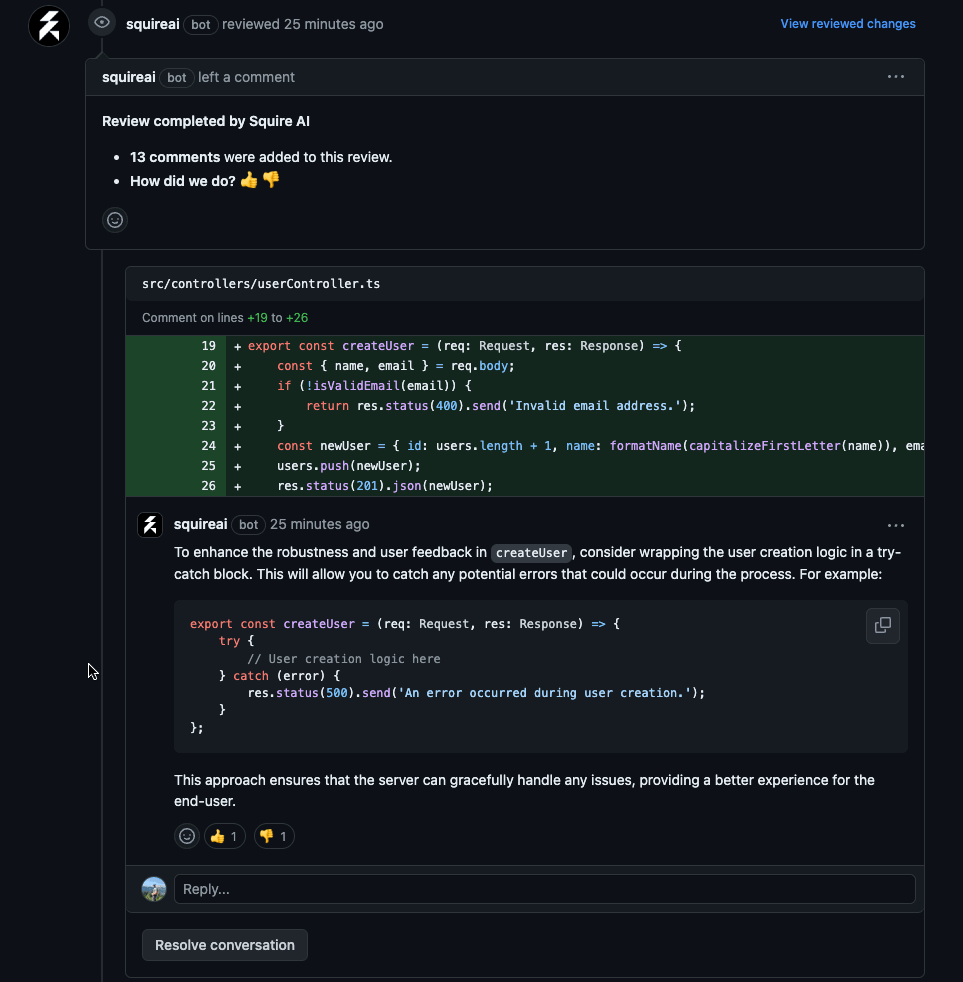 squireai bot reviewed 25 minutes ago View reviewed changes
squireai bot left a comment
Review completed by Squire AI
13 comments were added to this review.
How did we do? 👍 👎
src/controllers/userController.ts
Comment on lines +19 to +26
19 + export const createUser = (req: Request, res: Response) => {
20 + const { name, email } = req.body;
21 + if (!isValidEmail(email)) {
22 + return res.status(400).send('Invalid email address.');
23 + }
24 + const newUser = { id: users.length + 1, name: formatName(capitalizeFirstLetter(name)), ema
25 + users.push(newUser);
26 + res.status(201).json(newUser);
squireai bot 25 minutes ago
To enhance the robustness and user feedback in createUser, consider wrapping the user creation logic in a try-
catch block. This will allow you to catch any potential errors that could occur during the process. For example:
export const createUser = (req: Request, res: Response) => {
try {
// User creation logic here
} catch (error) {
res.status(500).send('An error occurred during user creation.');
}
};
This approach ensures that the server can gracefully handle any issues, providing a better experience for the
end-user.
👍 1 👎 1
Reply...
Resolve conversation